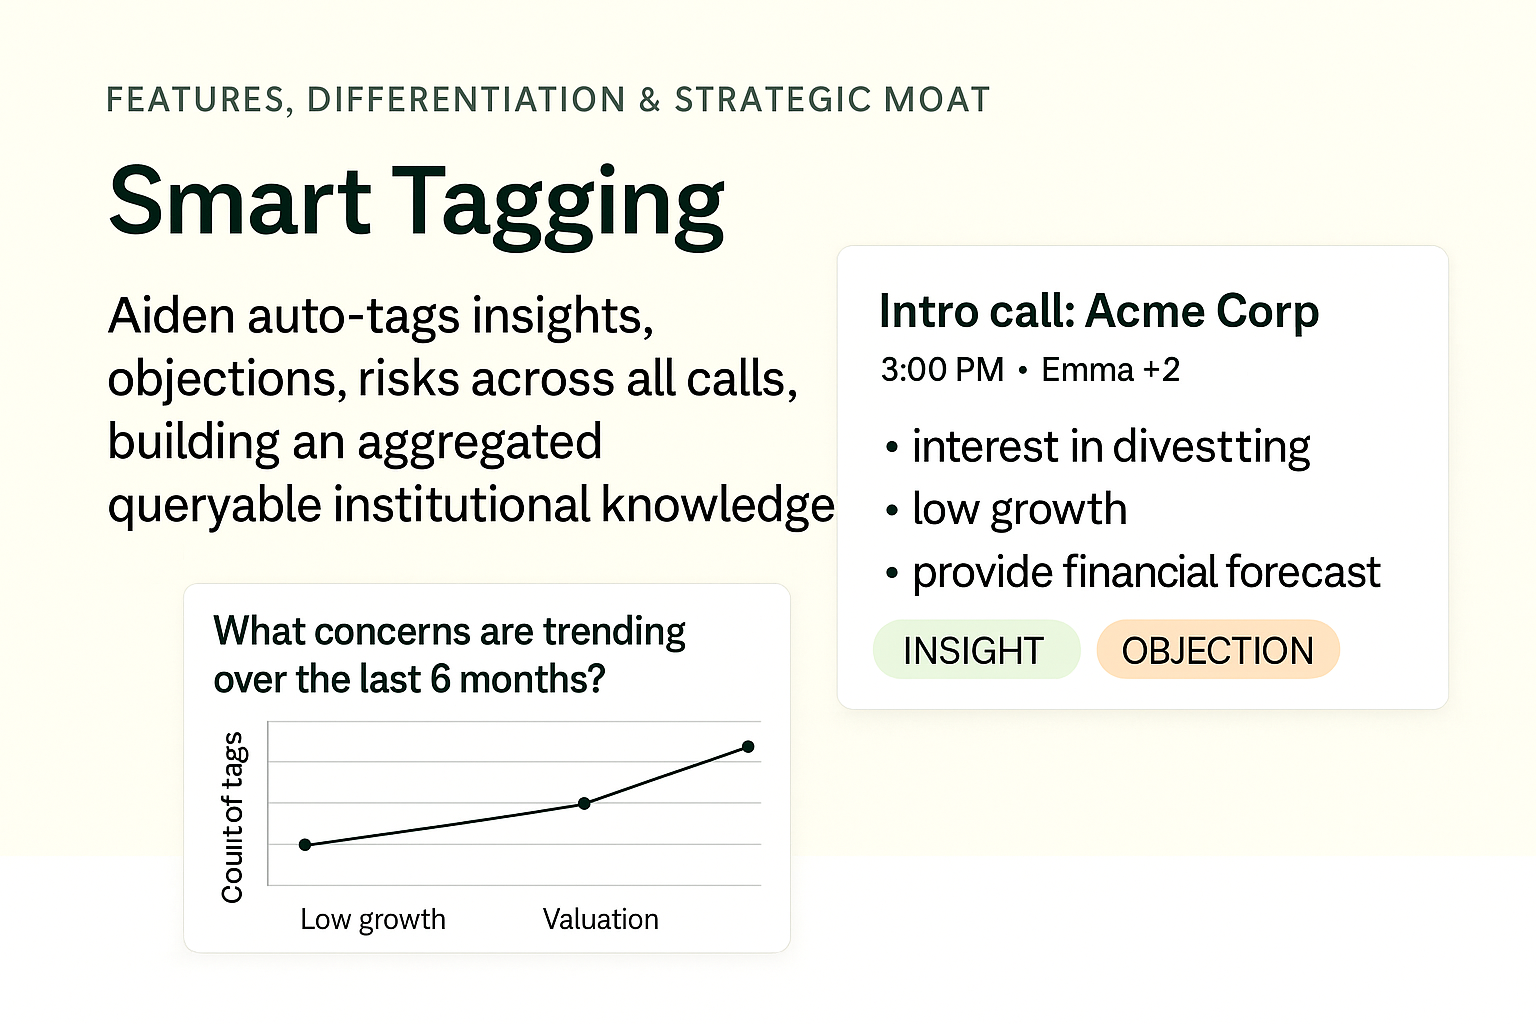 FEATURES, DIFFERENTIATION & STRATEGIC MOAT
Smart Tagging
Aiden auto-tags insights,
objections, risks across all calls,
building an aggregated
queryable institutional knowledge
Intro call: Acme Corp
3:00 PM • Emma +2
• interest in divestting
• low growth
• provide financial forecast
INSIGHT
OBJECTION
What concerns are trending
over the last 6 months?
of tags
Low growth
Valuation